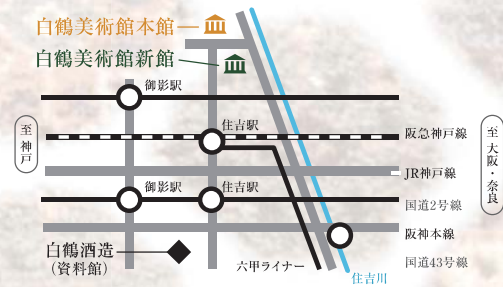 白鶴美術館本館
白鶴美術館新館
御影駅
住吉駅
至神戸
阪急神戸線
至大阪・奈良
JR神戸線
御影駅
住吉駅
国道2号線
阪神本線
白鶴酒造
（資料館）
六甲ライナー
国道43号線
住吉川